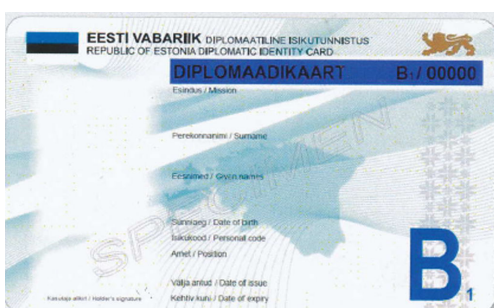 EESTI VABARIIK DIPLOMAATILINE ISIKUTUNNISTUS
REPUBLIC OF ESTONIA DIPLOMATIC IDENTITY CARD
DIPLOMAADIKAART B1/ 00000
Esindus / Mission
Perekonnanimi / Surname
Eesnimed / Given names
SPECIMEN
Sünniaeg / Date of birth
Isikukood / Personal code
Amet / Position
Välja antud / Date of issue
Kasutaja allkiri / Holder's signature
Kehtiv kuni / Date of expiry
B1